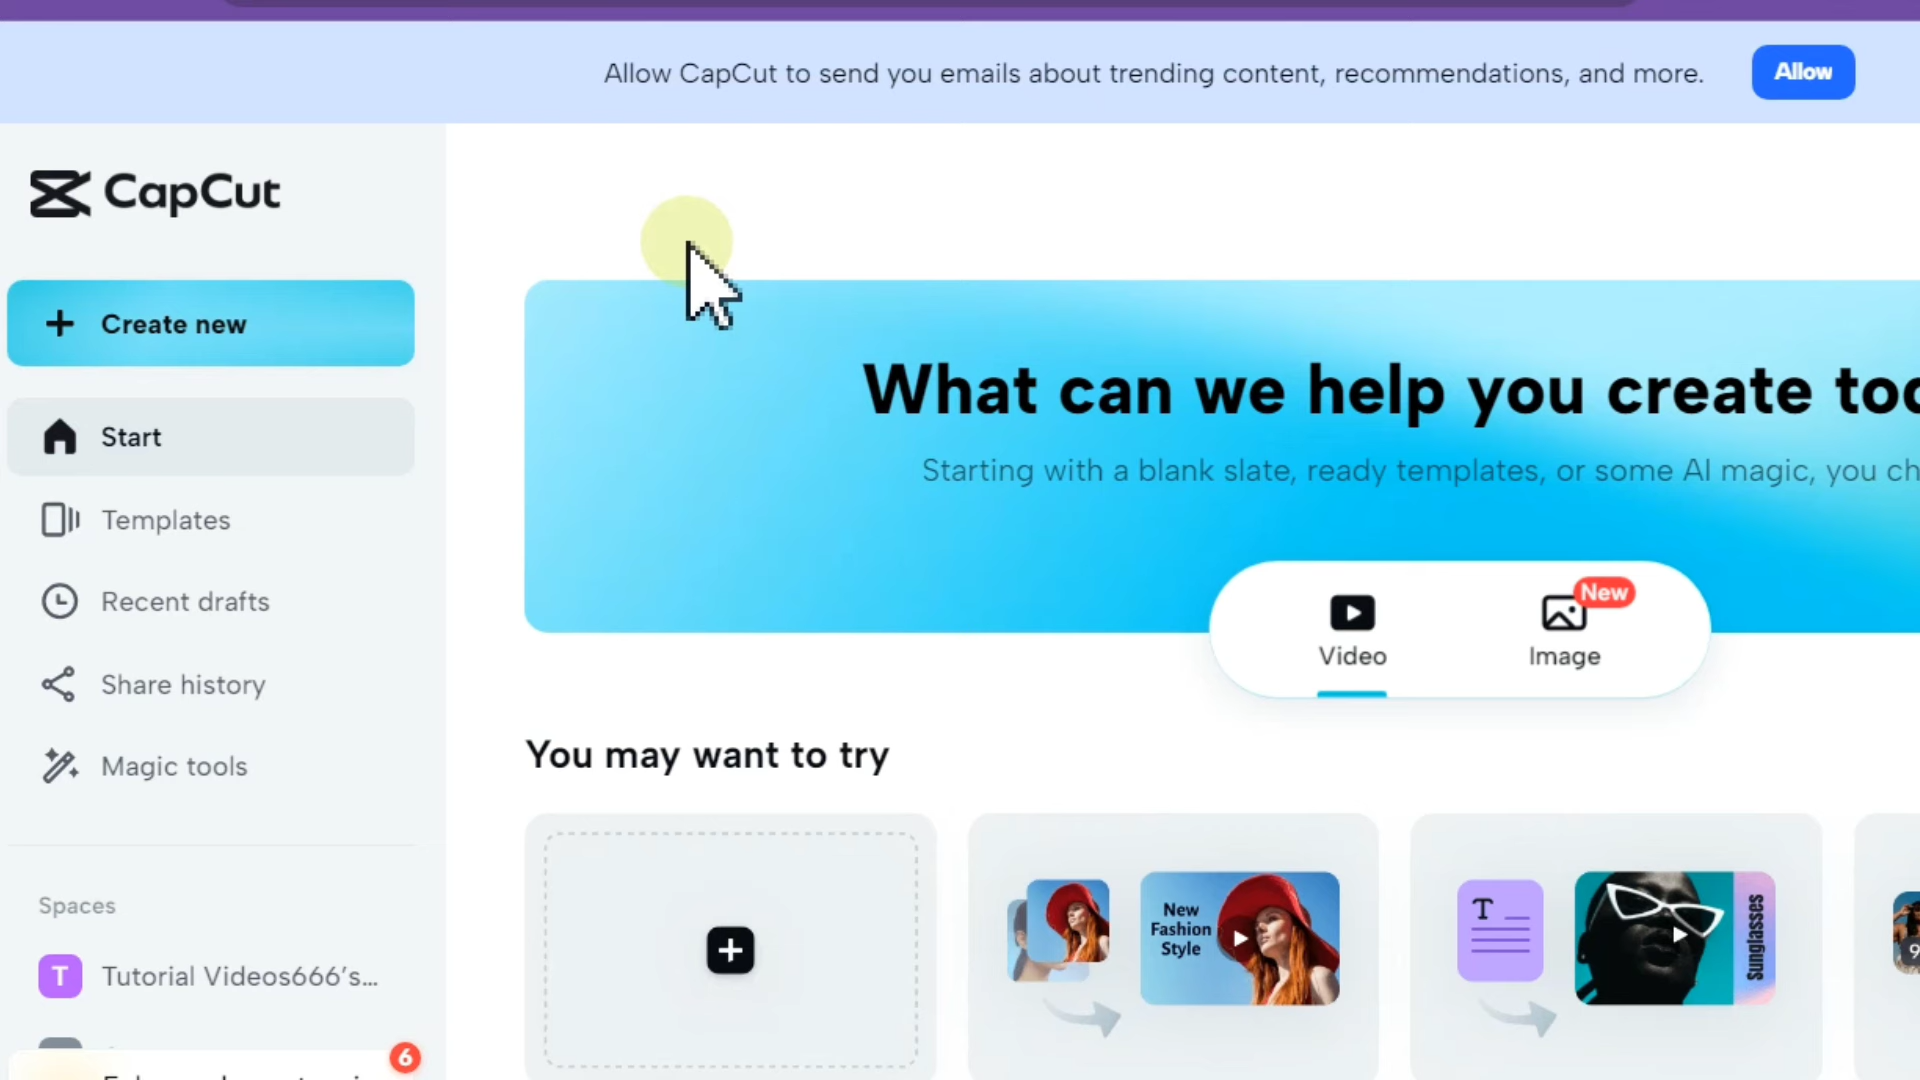 Allow CapCut to send you emails about trending content, recommendations, and more.
Allow
CapCut
Create new
Start
Templates
Recent drafts
Share history
Magic tools
Spaces
T
Tutorial Videos666's...
6
What can we help you create
Starting with a blank slate, ready templates, or some AI magic, you
Video
New
Image
You may want to try
New
Fashion
Style
T
Sunglasses
9